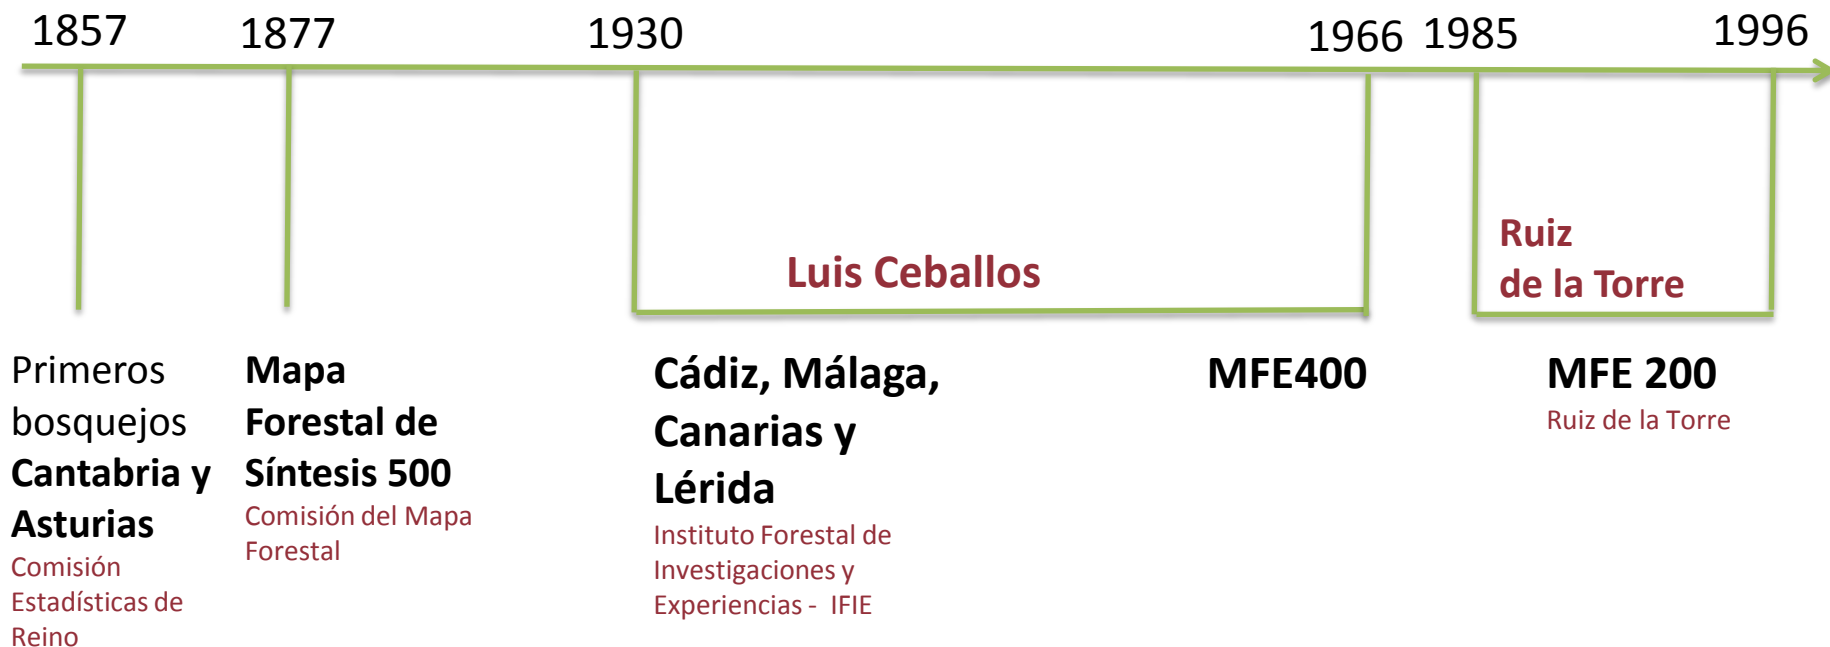 1857
1877
1930
1966
1985
1996
Luis Ceballos
Ruiz
de la Torre
Primeros
bosquejos
Cantabria y
Asturias
Comisión
Estadísticas de
Reino
Mapa
Forestal de
Síntesis 500
Comisión del Mapa
Forestal
Cádiz, Málaga,
Canarias y
Lérida
Instituto Forestal de
Investigaciones y
Experiencias - IFIE
MFE400
MFE 200
Ruiz de la Torre